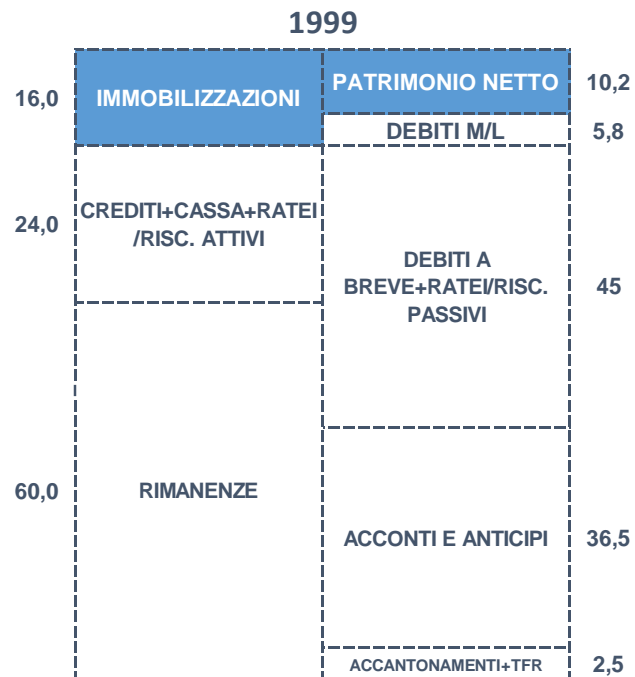 1999
16,0
IMMOBILIZZAZIONI
PATRIMONIO NETTO
10,2
DEBITI M/L
5,8
24,0
CREDITI+CASSA+RATEI
/RISC. ATTIVI
DEBITI A
BREVE+RATEI/RISC.
PASSIVI
45
60,0
RIMANENZE
ACCONTI E ANTICIPI
36,5
ACCANTONAMENTI+TFR
2,5